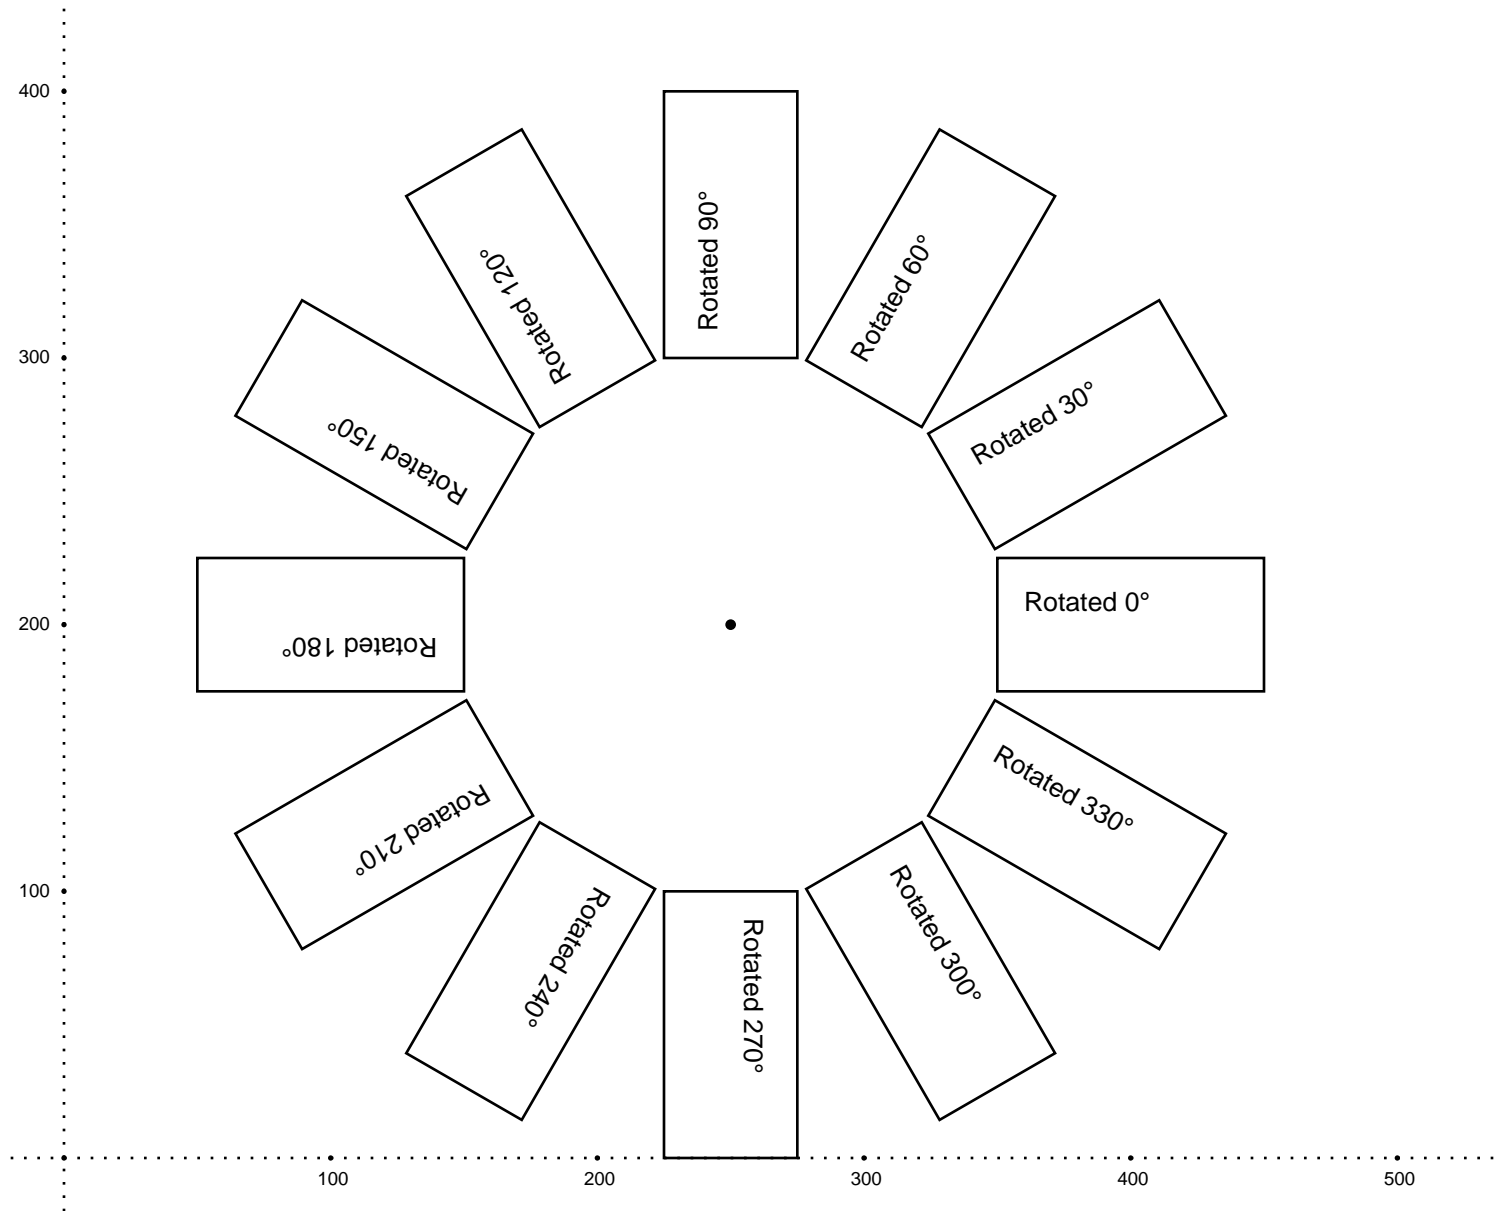 400
Rotated 90°
Rotated 120°
Rotated 60°
300
Rotated 150°
Rotated 30°
200
Rotated 180°
Rotated 0°
Rotated 210°
Rotated 330°
100
Rotated 240°
Rotated 270°
Rotated 300°
100 200 300 400 500